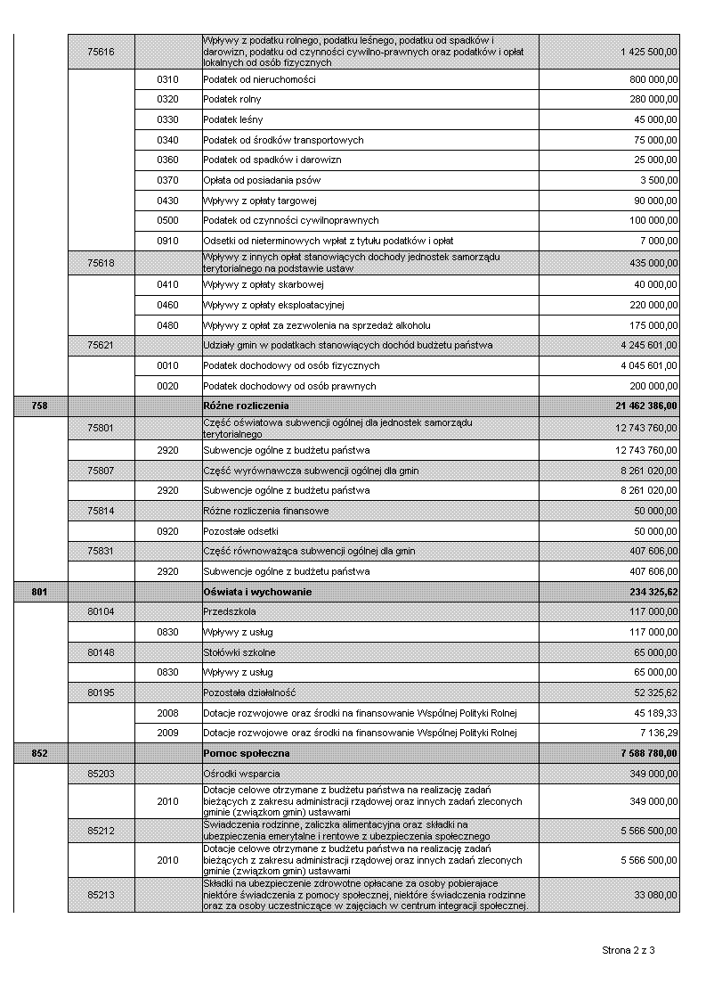 Wpływy z podatku rolnego, podatku leśnego, podatku od spadków i
75616 darowizn, podatku od czynności cywilno-prawnych oraz podatków i opłat 1 425 500,00
lokalnych od osób fizycznych
0310 Podatek od nieruchomości 800 000,00
0320 Podatek rolny 280 000,00
0330 Podatek leśny 45 000,00
0340 Podatek od środków transportowych 75 000,00
0360 Podatek od spadków i darowizn 25 000,00
0370 Opłata od posiadania psów 3 500,00
0430 Wpływy z opłaty targowej 90 000,00
0500 Podatek od czynności cywilnoprawnych 100 000,00
0910 Odsetki od nieterminowych wpłat z tytułu podatków i opłat 7 000,00
75618 Wpływy z innych opłat stanowiących dochody jednostek samorządu 435 000,00
terytorialnego na podstawie ustaw
0410 Wpływy z opłaty skarbowej 40 000,00
0460 Wpływy z opłaty eksploatacyjnej 220 000,00
0480 Wpływy z opłat za zezwolenia na sprzedaż alkoholu 175 000,00
75621 Udziały gmin w podatkach stanowiących dochód budżetu państwa 4 245 601,00
0010 Podatek dochodowy od osób fizycznych 4 045 601,00
0020 Podatek dochodowy od osób prawnych 200 000,00
758 Różne rozliczenia 21 462 386,00
75801 Część oświatowa subwencji ogólnej dla jednostek samorządu 12 743 760,00
terytorialnego
2920 Subwencje ogólne z budżetu państwa 12 743 760,00
75807 Część wyrównawcza subwencji ogólnej dla gmin 8 261 020,00
2920 Subwencje ogólne z budżetu państwa 8 261 020,00
75814 Różne rozliczenia finansowe 50 000,00
0920 Pozostałe odsetki 50 000,00
75831 Część równoważąca subwencji ogólnej dla gmin 407 606,00
2920 Subwencje ogólne z budżetu państwa 407 606,00
801 Oświata i wychowanie 234 325,62
80104 Przedszkola 117 000,00
0830 Wpływy z usług 117 000,00
80148 Stołówki szkolne 65 000,00
0830 Wpływy z usług 65 000,00
80195 Pozostała działalność 52 325,62
2008 Dotacje rozwojowe oraz środki na finansowanie Wspólnej Polityki Rolnej 45 189,33
2009 Dotacje rozwojowe oraz środki na finansowanie Wspólnej Polityki Rolnej 7 136,29
852 Pomoc społeczna 7 588 780,00
85203 Ośrodki wsparcia 349 000,00
Dotacje celowe otrzymane z budżetu państwa na realizację zadań
2010 bieżących z zakresu administracji rządowej oraz innych zadań zleconych 349 000,00
gminie (związkom gmin) ustawami
85212 Świadczenia rodzinne, zaliczka alimentacyjna oraz składki na 5 566 500,00
ubezpieczenia emerytalne i rentowe z ubezpieczenia społecznego
Dotacje celowe otrzymane z budżetu państwa na realizację zadań
2010 bieżących z zakresu administracji rządowej oraz innych zadań zleconych 5 566 500,00
gminie (związkom gmin) ustawami
Składki na ubezpieczenie zdrowotne opłacane za osoby pobierajace
85213 niektóre świadczenia z pomocy społecznej, niektóre świadczenia rodzinne 33 080,00
oraz za osoby uczestniczące w zajęciach w centrum integracji społecznej.
Strona 2 z 3